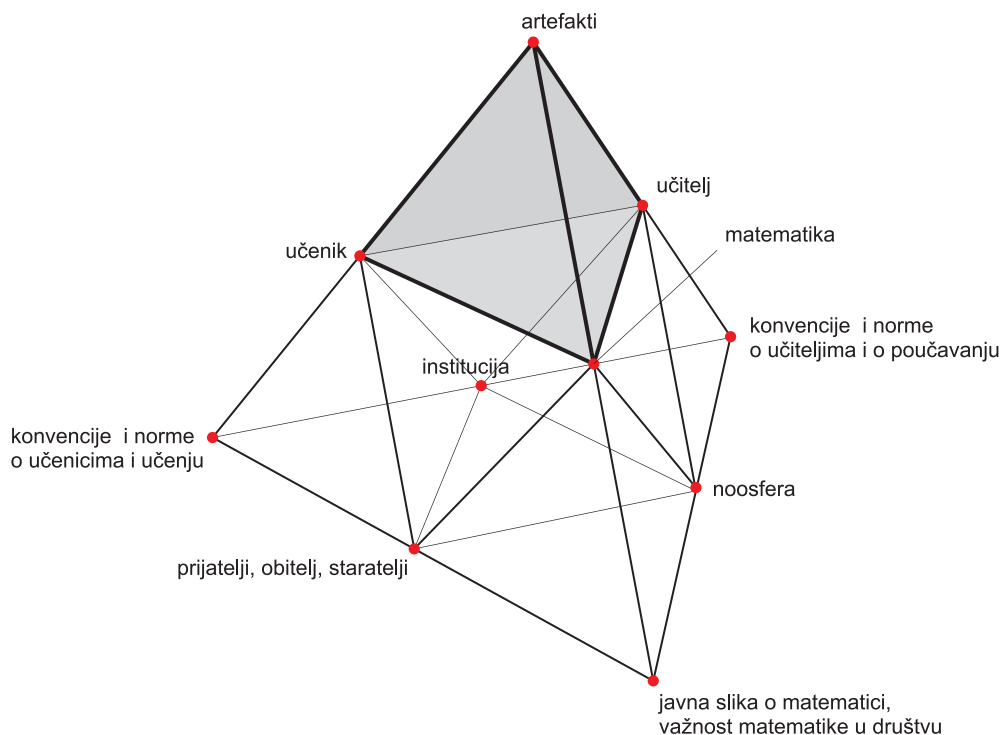 artefakti
učitelj
matematika
učenik
konvencije i norme
o učiteljima i o poučavanju
institucija
konvencije i norme
o učenicima i učenju
noosfera
prijatelji, obitelj, staratelji
javna slika o matematici,
važnost matematike u društvu